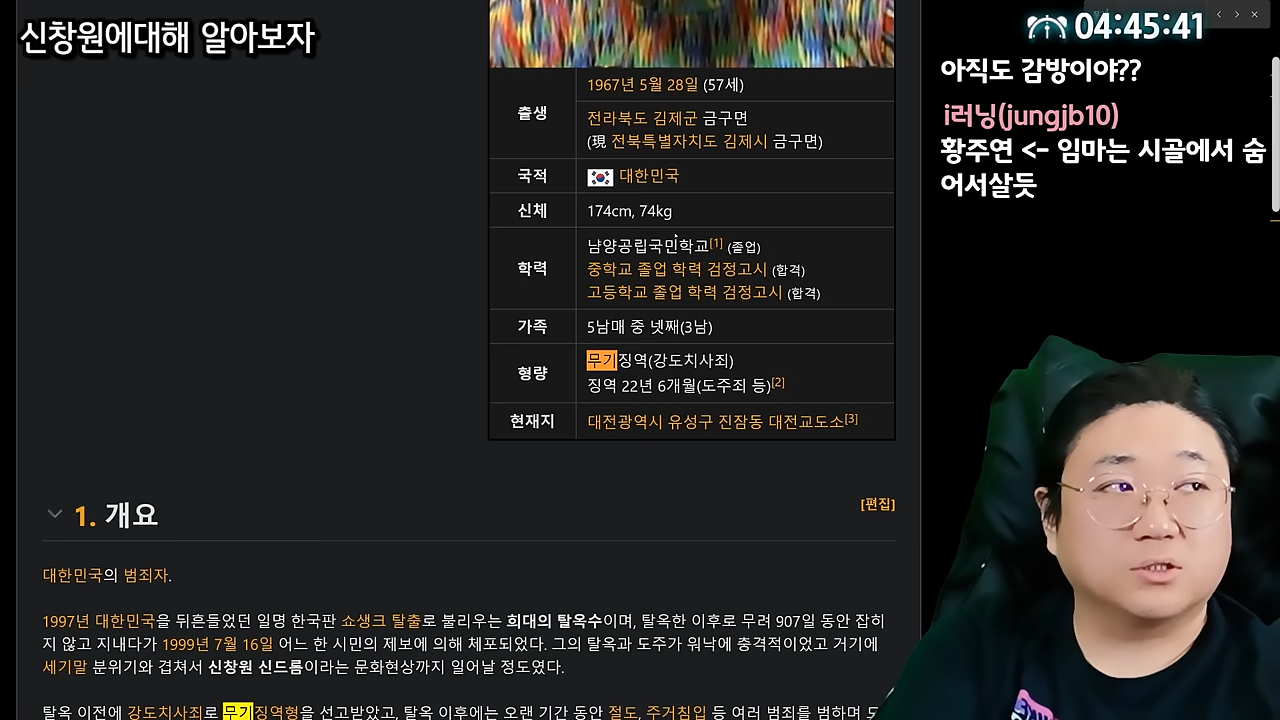 신창원에대해 알아보자
04:45:41
아직도 감방이야??
i러닝(jungjb10)
황주연 <- 임마는 시골에서 숨
어서살듯
출생
1967년 5월 28일 (57세)
전라북도 김제군 금구면
(現 전북특별자치도 김제시 금구면)
국적
대한민국
신체
174cm, 74kg
학력
남양공립국민학교[1] (졸업)
중학교 졸업 학력 검정고시 (합격)
고등학교 졸업 학력 검정고시 (합격)
가족
5남매 중 넷째(3남)
형량
무기징역(강도치사죄)
징역 22년 6개월(도주죄 등)[2]
현재지
대전광역시 유성구 진잠동 대전교도소[3]
1. 개요
[편집]
대한민국의 범죄자.
1997년 대한민국을 뒤흔들었던 일명 한국판 쇼생크 탈출로 불리우는 희대의 탈옥수이며, 탈옥한 이후로 무려 907일 동안 잡히
지 않고 지내다가 1999년 7월 16일 어느 한 시민의 제보에 의해 체포되었다. 그의 탈옥과 도주가 워낙에 충격적이었고 거기에
세기말 분위기와 겹쳐서 신창원 신드롬이라는 문화현상까지 일어날 정도였다.
탈옥 이전에 강도치사죄로 무기징역형을 선고받았고, 탈옥 이후에는 오랜 기간 동안 절도, 주거침입 등 여러 범죄를 범하며 도